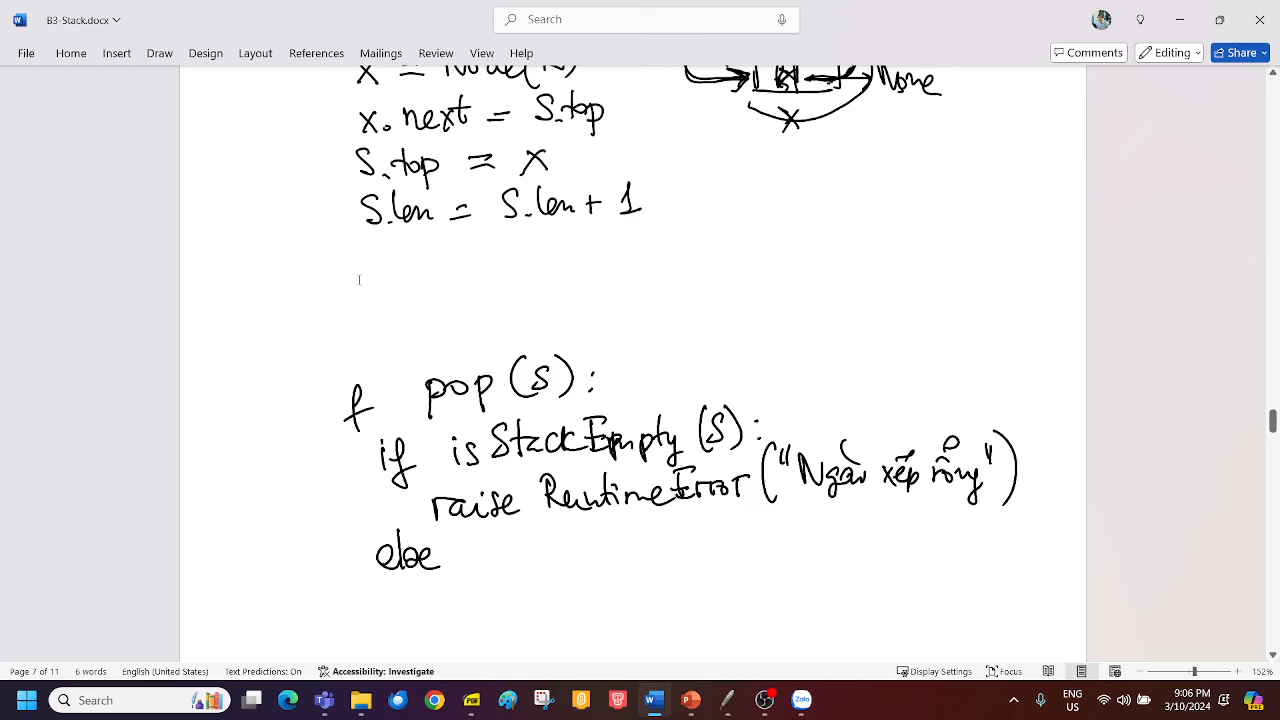 B3-Stack.docx
Search
File Home Insert Draw Design Layout References Mailings Review View Help
Comments Editing Share
x = Node(k)
None
x. next = S.top
S.top = x
S.len = S.len + 1
f pop (S) :
if isStackEmpty (S) :
raise RuntimeError ("Ngăn xếp rỗng")
else
Page 7 of 11 6 words English (United States) Text Predictions: On Accessibility: Investigate Display Settings Focus 152%
Search
ENG 9:06 PM
US 3/10/2024